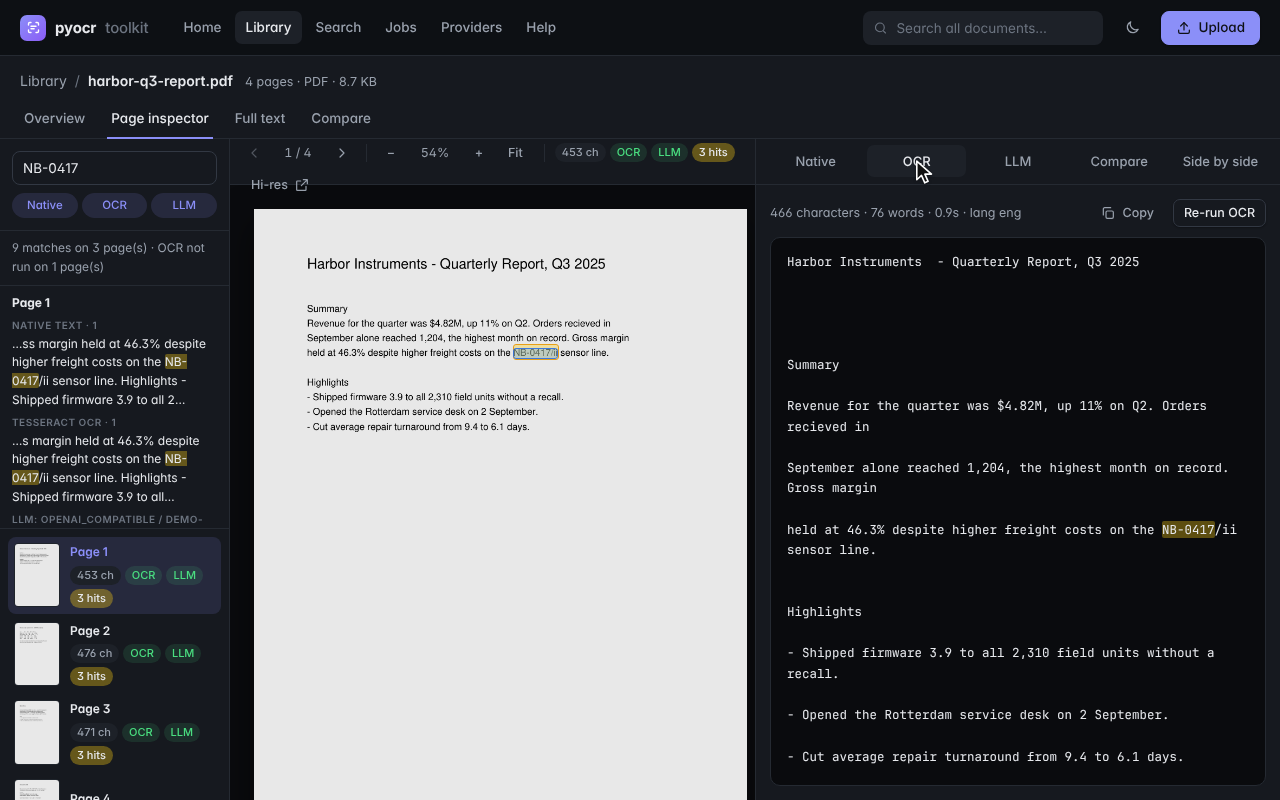 pyocr toolkit Home Library Search Jobs Providers Help Search all documents... Upload
Library / harbor-q3-report.pdf 4 pages · PDF · 8.7 KB
Overview Page inspector Full text Compare
NB-0417
Native OCR LLM
9 matches on 3 page(s) · OCR not
run on 1 page(s)
Page 1
NATIVE TEXT · 1
...ss margin held at 46.3% despite
higher freight costs on the NB-
0417/ii sensor line. Highlights -
Shipped firmware 3.9 to all 2...
TESSERACT OCR · 1
...s margin held at 46.3% despite
higher freight costs on the NB-
0417/ii sensor line. Highlights -
Shipped firmware 3.9 to all...
LLM: OPENAI_COMPATIBLE / DEMO-
Page 1
453 ch OCR LLM
3 hits
Page 2
476 ch OCR LLM
3 hits
Page 3
471 ch OCR LLM
3 hits
Page 4
1 / 4 − 54% + Fit 453 ch OCR LLM 3 hits
Hi-res
Harbor Instruments - Quarterly Report, Q3 2025
Summary
Revenue for the quarter was $4.82M, up 11% on Q2. Orders recieved in
September alone reached 1,204, the highest month on record. Gross margin
held at 46.3% despite higher freight costs on the NB-0417/ii sensor line.
Highlights
- Shipped firmware 3.9 to all 2,310 field units without a recall.
- Opened the Rotterdam service desk on 2 September.
- Cut average repair turnaround from 9.4 to 6.1 days.
Native OCR LLM Compare Side by side
466 characters · 76 words · 0.9s · lang eng Copy Re-run OCR
Harbor Instruments - Quarterly Report, Q3 2025
Summary
Revenue for the quarter was $4.82M, up 11% on Q2. Orders
recieved in
September alone reached 1,204, the highest month on record.
Gross margin
held at 46.3% despite higher freight costs on the NB-0417/ii
sensor line.
Highlights
- Shipped firmware 3.9 to all 2,310 field units without a
recall.
- Opened the Rotterdam service desk on 2 September.
- Cut average repair turnaround from 9.4 to 6.1 days.